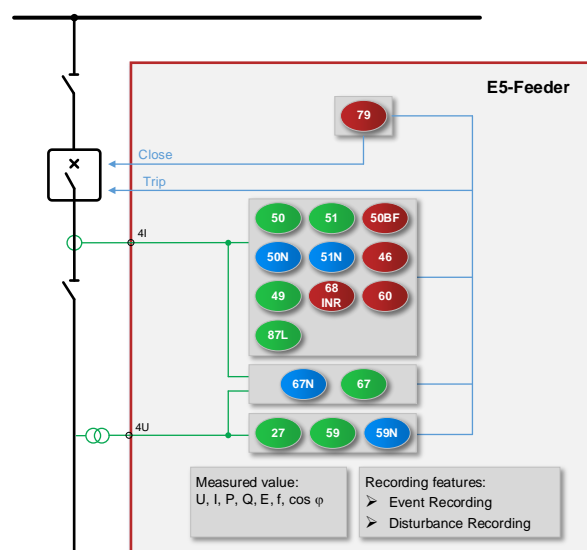 E5-Feeder
79
Close
Trip
4I
50 51 50BF
50N 51N 46
49 68 INR 60
87L
67N 67
4U
27 59 59N
Measured value:
U, I, P, Q, E, f, cos φ
Recording features:
➢ Event Recording
➢ Disturbance Recording